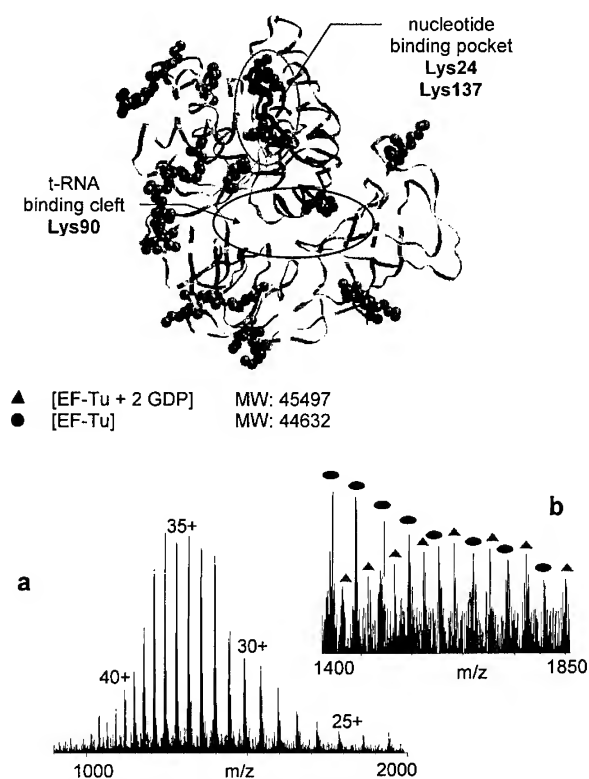 nucleotide
binding pocket
Lys24
Lys137
t-RNA
binding cleft
Lys90
▲ [EF-Tu + 2 GDP] MW: 45497
● [EF-Tu] MW: 44632
b
35+
a
40+
30+
25+
1400 m/z 1850
1000 m/z 2000